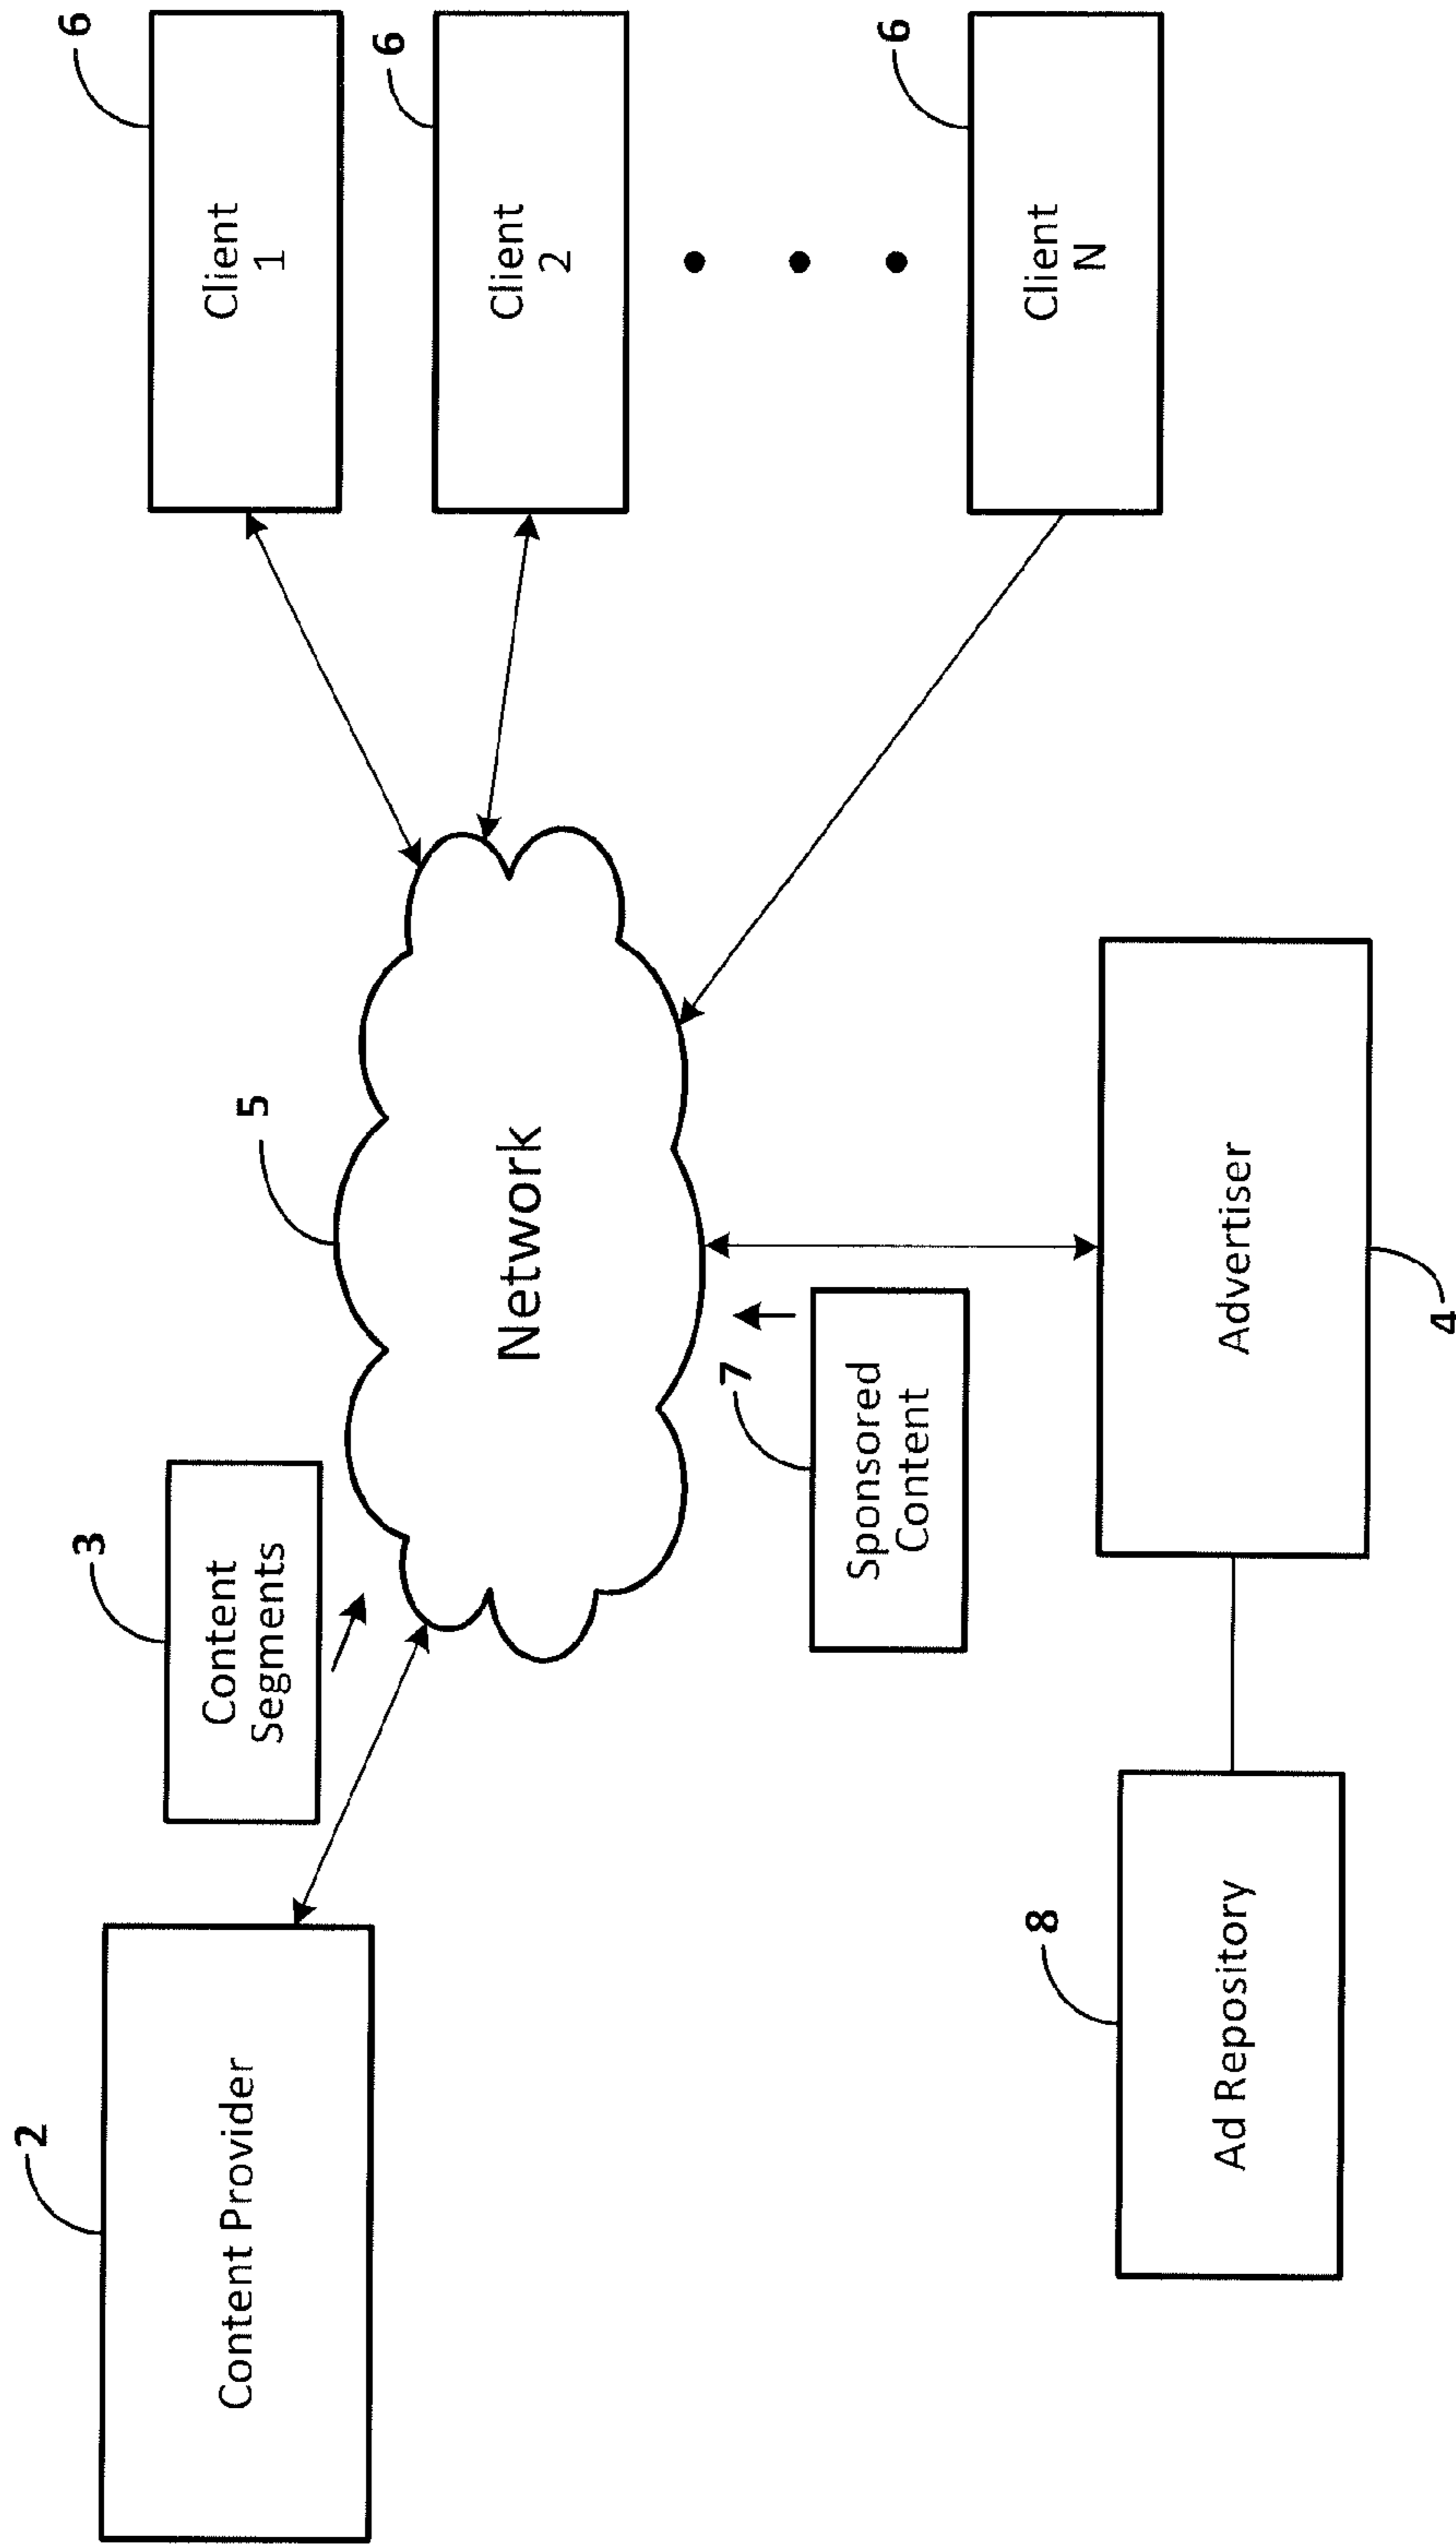 2
Content Provider
3
Content
Segments
5
Network
6
Client
1
6
Client
2
6
Client
N
7
Sponsored
Content
8
Ad Repository
Advertiser
4